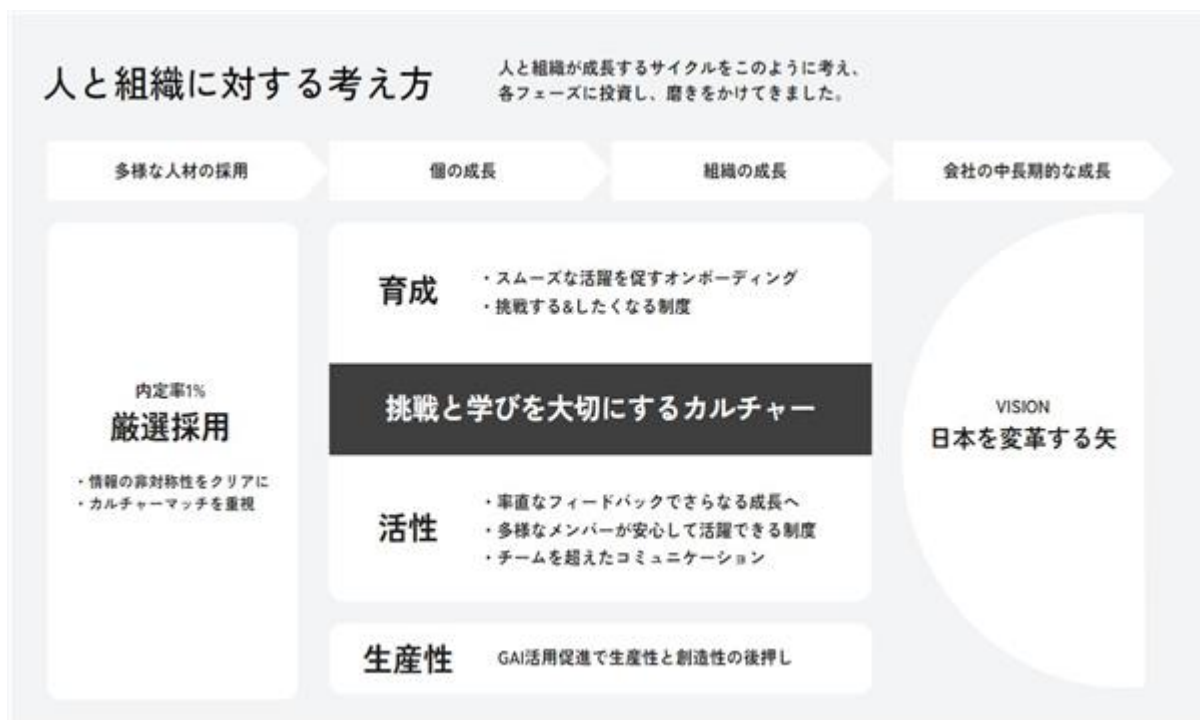 人と組織に対する考え方
人と組織が成長するサイクルをこのように考え、
各フェーズに投資し、磨きをかけてきました。
多様な人材の採用
個の成長
組織の成長
会社の中長期的な成長
内定率1%
厳選採用
・情報の非対称性をクリアに
・カルチャーマッチを重視
育成
・スムーズな活躍を促すオンボーディング
・挑戦する&したくなる制度
挑戦と学びを大切にするカルチャー
活性
・率直なフィードバックでさらなる成長へ
・多様なメンバーが安心して活躍できる制度
・チームを超えたコミュニケーション
生産性
GAI活用促進で生産性と創造性の後押し
VISION
日本を変革する矢